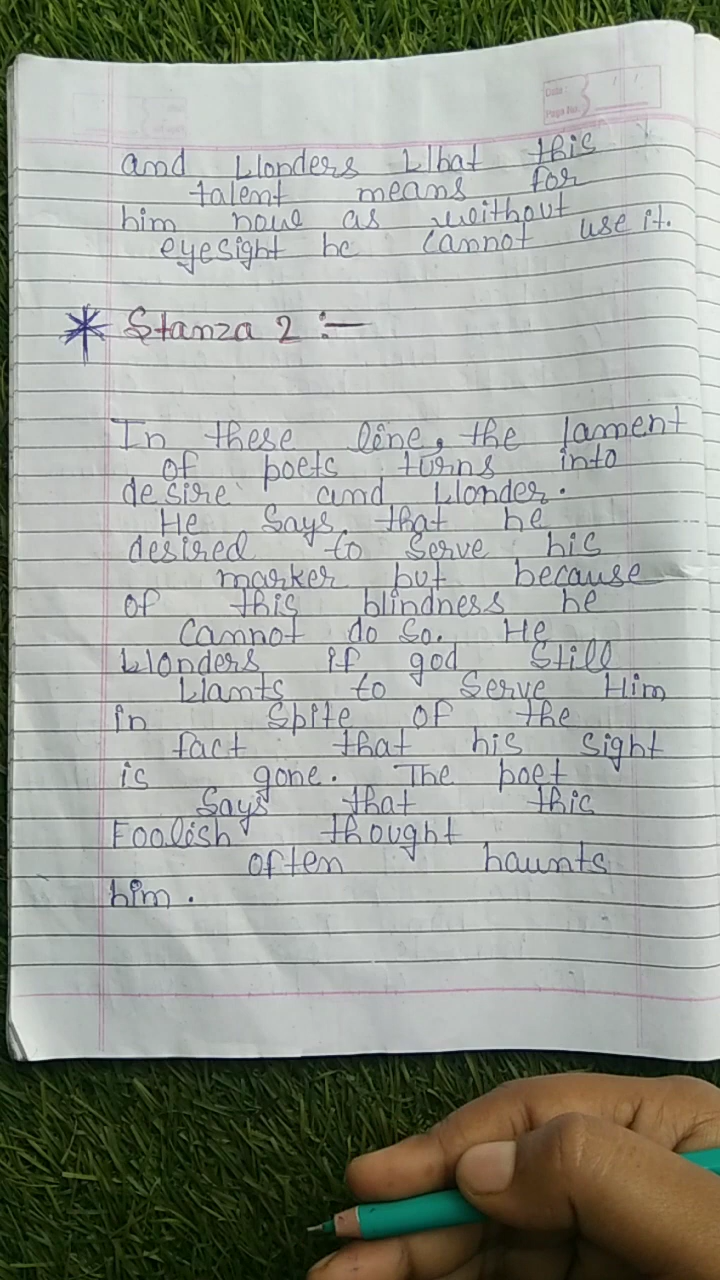 Date :
Page No.
and Wonders What this
talent means for
him now as without
eyesight he cannot use it.
* Stanza 2 :-
In these line, the lament
of poets turns into
desire and Wonder.
He Says that he
desired to Serve his
marker but because
of this blindness he
Cannot do So. He
Wonders if god Still
Wants to Serve Him
in Spite of the
fact that his sight
is gone. The poet
Says that this
Foolish thought
often haunts
him.